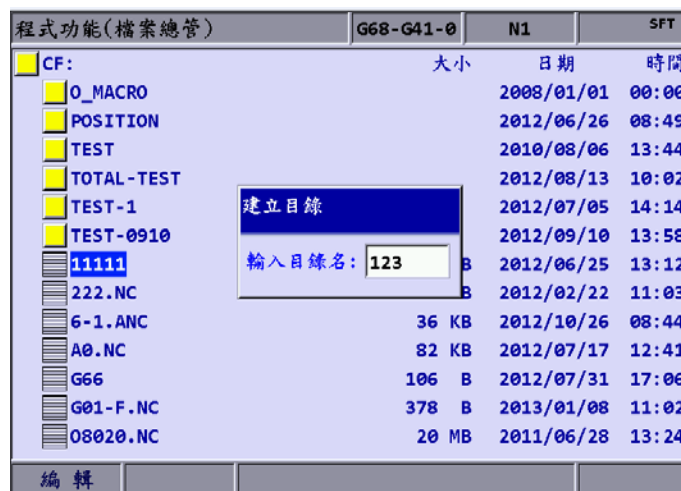 程式功能(檔案總管) G68-G41-0 N1 SFT
CF: 大小 日期 時間
O_MACRO 2008/01/01 00:00
POSITION 2012/06/26 08:49
TEST 2010/08/06 13:44
TOTAL-TEST 2012/08/13 10:02
TEST-1 2012/07/05 14:14
TEST-0910 2012/09/10 13:58
11111 B 2012/06/25 13:12
222.NC B 2012/02/22 11:03
6-1.ANC 36 KB 2012/10/26 08:44
A0.NC 82 KB 2012/07/17 12:41
G66 106 B 2012/07/31 17:06
G01-F.NC 378 B 2013/01/08 11:02
O8020.NC 20 MB 2011/06/28 13:24
建立目錄
輸入目錄名: 123
編 輯